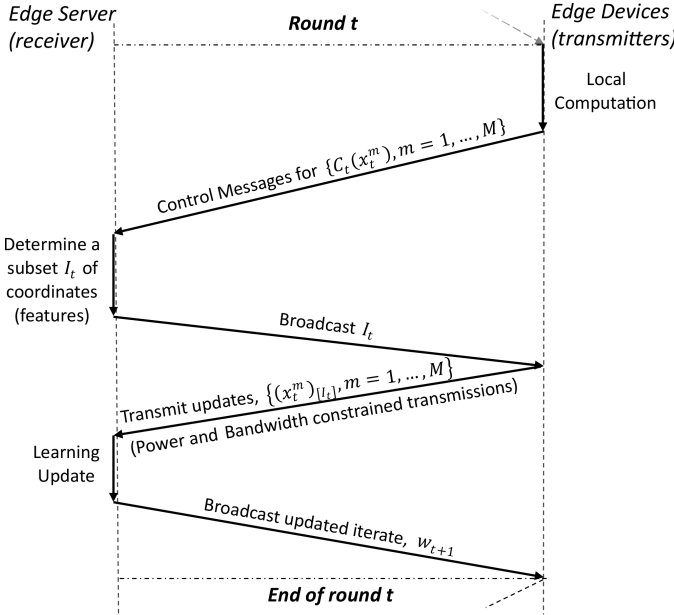 Edge Server
(receiver)
Round t
Edge Devices
(transmitters)
Local
Computation
Control Messages for {C_t(x_t^m), m = 1, ..., M}
Determine a
subset I_t of
coordinates
(features)
Broadcast I_t
Transmit updates, {(x_t^m)_[I_t], m = 1, ..., M}
(Power and Bandwidth constrained transmissions)
Learning
Update
Broadcast updated iterate, w_{t+1}
End of round t